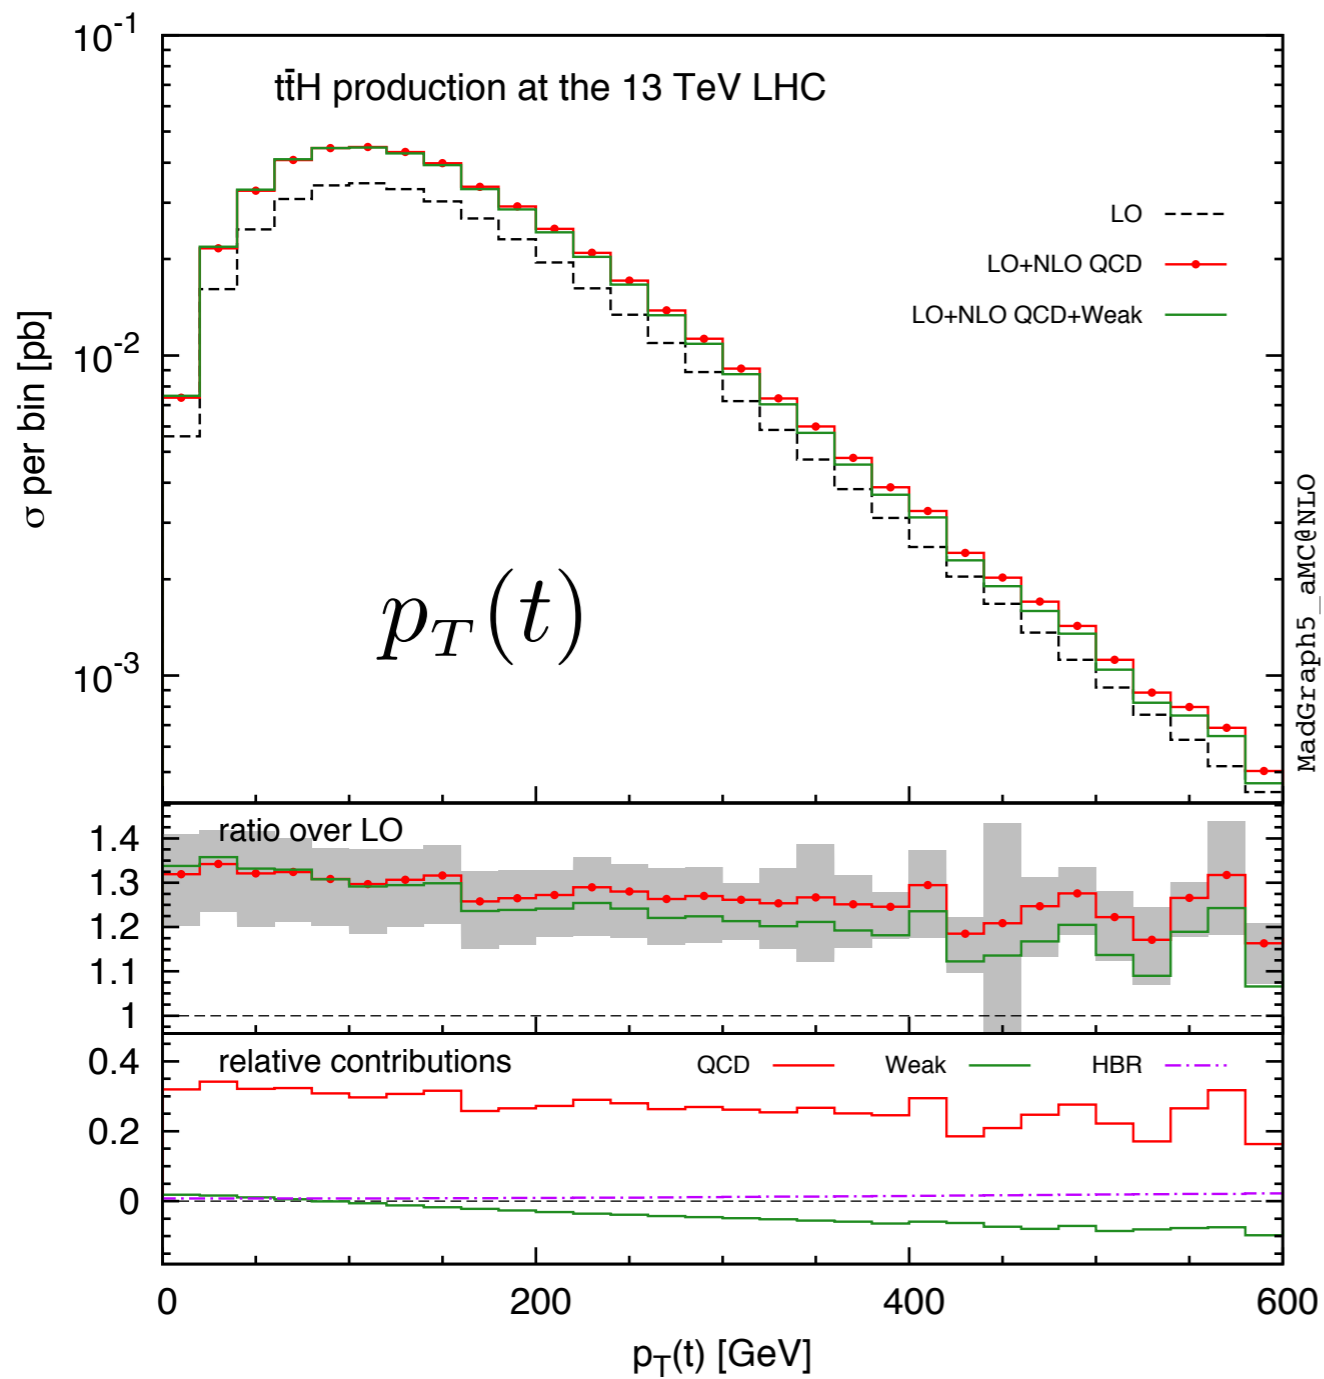 tt̄H production at the 13 TeV LHC
σ per bin [pb]
10⁻¹
10⁻²
10⁻³
LO
LO+NLO QCD
LO+NLO QCD+Weak
p_T(t)
MadGraph5_aMC@NLO
ratio over LO
1.4
1.3
1.2
1.1
1
relative contributions
QCD
Weak
HBR
0.4
0.2
0
0
200
400
600
p_T(t) [GeV]